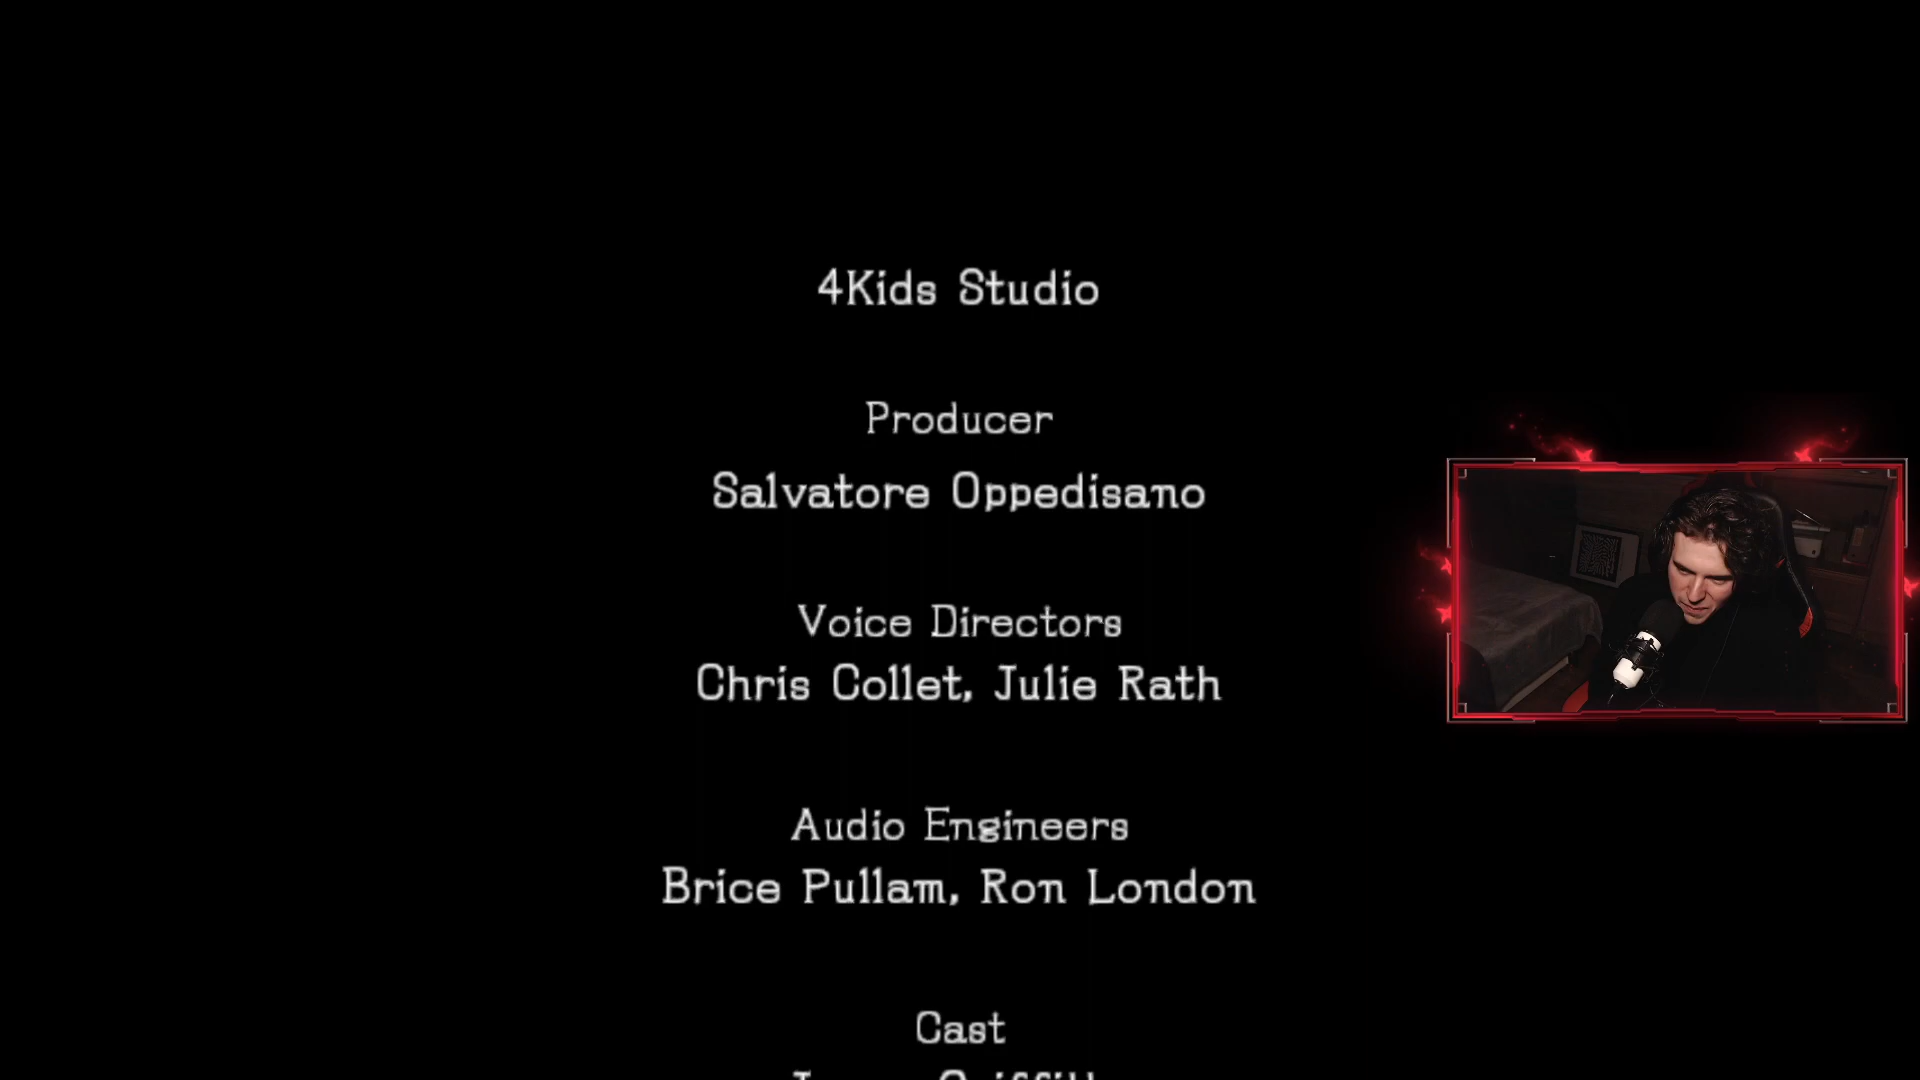 4Kids Studio
Producer
Salvatore Oppedisano
Voice Directors
Chris Collet, Julie Rath
Audio Engineers
Brice Pullam, Ron London
Cast